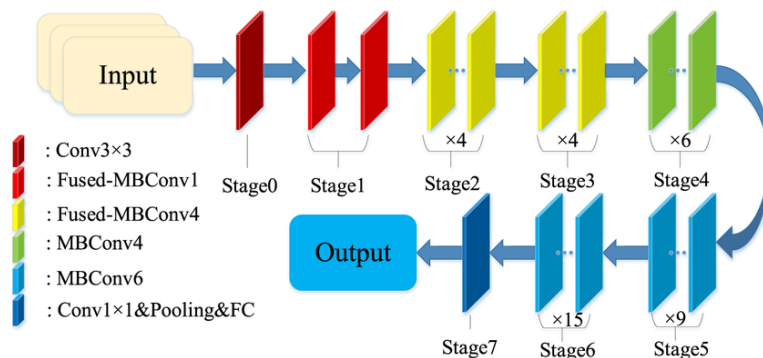 Input
×4
×4
×6
Stage0
Stage1
Stage2
Stage3
Stage4
: Conv3×3
: Fused-MBConv1
: Fused-MBConv4
: MBConv4
: MBConv6
: Conv1×1&Pooling&FC
Output
×15
×9
Stage7
Stage6
Stage5